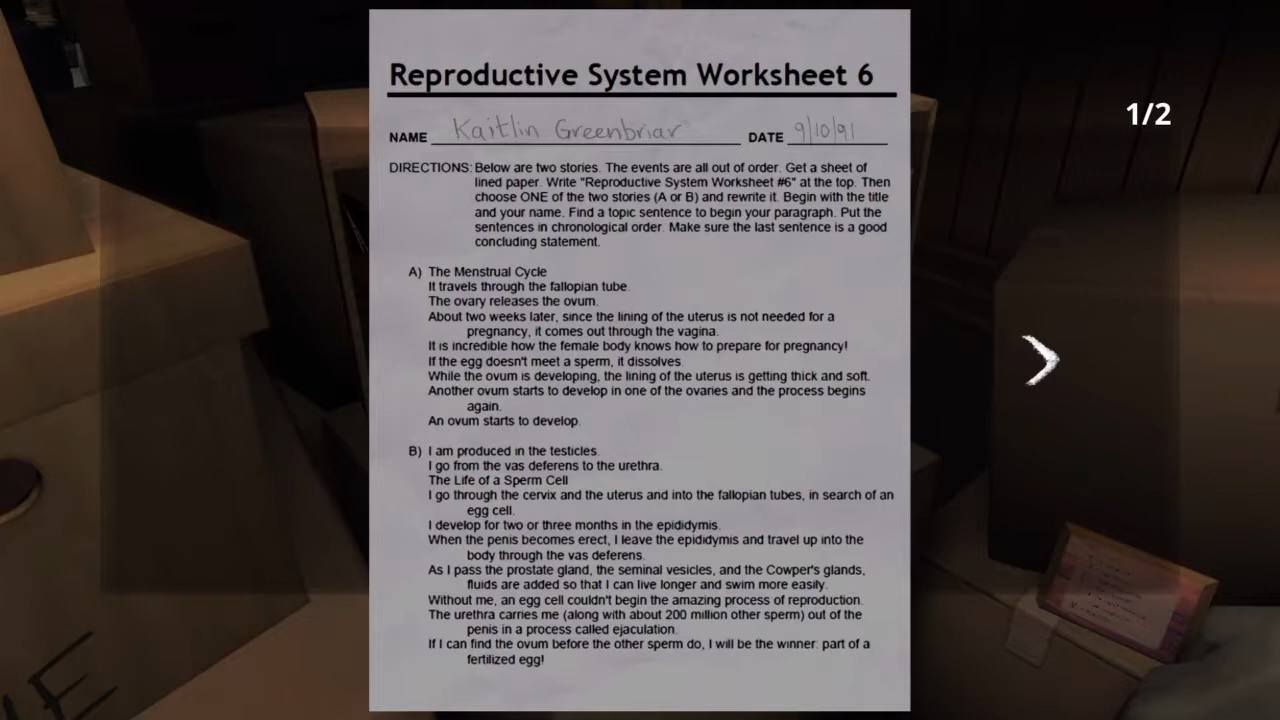 Reproductive System Worksheet 6
1/2
NAME Kaitlin Greenbriar DATE 9/10/91
DIRECTIONS: Below are two stories. The events are all out of order. Get a sheet of
lined paper. Write "Reproductive System Worksheet #6" at the top. Then
choose ONE of the two stories (A or B) and rewrite it. Begin with the title
and your name. Find a topic sentence to begin your paragraph. Put the
sentences in chronological order. Make sure the last sentence is a good
concluding statement.
A) The Menstrual Cycle
It travels through the fallopian tube.
The ovary releases the ovum.
About two weeks later, since the lining of the uterus is not needed for a
pregnancy, it comes out through the vagina.
It is incredible how the female body knows how to prepare for pregnancy!
If the egg doesn't meet a sperm, it dissolves.
While the ovum is developing, the lining of the uterus is getting thick and soft.
Another ovum starts to develop in one of the ovaries and the process begins
again.
An ovum starts to develop.
B) I am produced in the testicles.
I go from the vas deferens to the urethra.
The Life of a Sperm Cell
I go through the cervix and the uterus and into the fallopian tubes, in search of an
egg cell.
I develop for two or three months in the epididymis.
When the penis becomes erect, I leave the epididymis and travel up into the
body through the vas deferens.
As I pass the prostate gland, the seminal vesicles, and the Cowper's glands,
fluids are added so that I can live longer and swim more easily.
Without me, an egg cell couldn't begin the amazing process of reproduction.
The urethra carries me (along with about 200 million other sperm) out of the
penis in a process called ejaculation.
If I can find the ovum before the other sperm do, I will be the winner: part of a
fertilized egg!